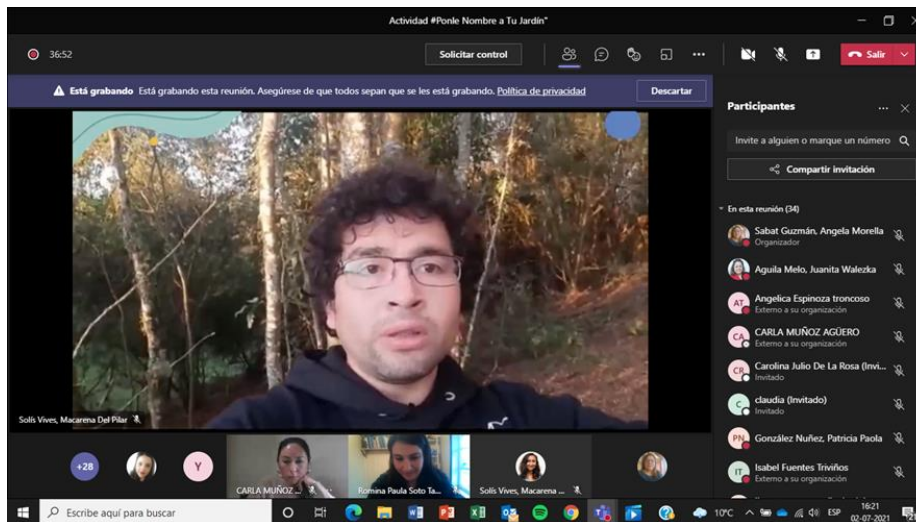 Actividad #Ponle Nombre a Tu Jardín"
36:52
Solicitar control
Salir
Está grabando Está grabando esta reunión. Asegúrese de que todos sepan que se les está grabando. Política de privacidad
Descartar
Solís Vives, Macarena Del Pilar
+28
Y
CARLA MUÑOZ ...
Romina Paula Soto Ta...
Solís Vives, Macarena ...
Participantes
Invite a alguien o marque un número
Compartir invitación
En esta reunión (34)
Sabat Guzmán, Angela Morella
Organizador
Aguila Melo, Juanita Walezka
AT
Angelica Espinoza troncoso
Externo a su organización
CA
CARLA MUÑOZ AGÜERO
Externo a su organización
CR
Carolina Julio De La Rosa (Invi...
Invitado
C
claudia (Invitado)
Invitado
PN
González Nuñez, Patricia Paola
IT
Isabel Fuentes Triviños
Externo a su organización
Escribe aquí para buscar
10°C
ESP
16:21
02-07-2021